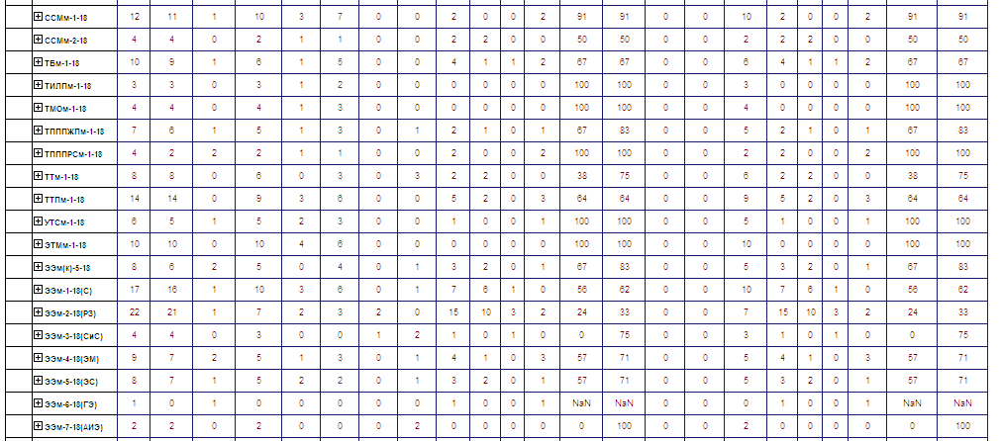 ССМм-1-18 12 11 1 10 3 7 0 0 2 0 0 2 91 91 0 0 10 2 0 0 2 91 91
ССМм-2-18 4 4 0 2 1 1 0 0 2 2 0 0 50 50 0 0 2 2 2 0 0 50 50
ТБм-1-18 10 9 1 6 1 5 0 0 4 1 1 2 67 67 0 0 6 4 1 1 2 67 67
ТИЛПм-1-18 3 3 0 3 1 2 0 0 0 0 0 0 100 100 0 0 3 0 0 0 0 100 100
ТМОм-1-18 4 4 0 4 1 3 0 0 0 0 0 0 100 100 0 0 4 0 0 0 0 100 100
ТПППЖПм-1-18 7 6 1 5 1 3 0 1 2 1 0 1 67 83 0 0 5 2 1 0 1 67 83
ТПППРСм-1-18 4 2 2 2 1 1 0 0 2 0 0 2 100 100 0 0 2 2 0 0 2 100 100
ТТм-1-18 8 8 0 6 0 3 0 3 2 2 0 0 38 75 0 0 6 2 2 0 0 38 75
ТТПм-1-18 14 14 0 9 3 6 0 0 5 2 0 3 64 64 0 0 9 5 2 0 3 64 64
УТСм-1-18 6 5 1 5 2 3 0 0 1 0 0 1 100 100 0 0 5 1 0 0 1 100 100
ЭТМм-1-18 10 10 0 10 4 6 0 0 0 0 0 0 100 100 0 0 10 0 0 0 0 100 100
ЭЭм(к)-5-18 8 6 2 5 0 4 0 1 3 2 0 1 67 83 0 0 5 3 2 0 1 67 83
ЭЭм-1-18(С) 17 16 1 10 3 6 0 1 7 6 1 0 56 62 0 0 10 7 6 1 0 56 62
ЭЭм-2-18(РЗ) 22 21 1 7 2 3 2 0 15 10 3 2 24 33 0 0 7 15 10 3 2 24 33
ЭЭм-3-18(СиС) 4 4 0 3 0 0 1 2 1 0 1 0 0 75 0 0 3 1 0 1 0 0 75
ЭЭм-4-18(ЭМ) 9 7 2 5 1 3 0 1 4 1 0 3 57 71 0 0 5 4 1 0 3 57 71
ЭЭм-5-18(ЭС) 8 7 1 5 2 2 0 1 3 2 0 1 57 71 0 0 5 3 2 0 1 57 71
ЭЭм-6-18(ГЭ) 1 0 1 0 0 0 0 0 1 0 0 1 NaN NaN 0 0 0 1 0 0 1 NaN NaN
ЭЭм-7-18(АИЭ) 2 2 0 2 0 0 0 2 0 0 0 0 0 100 0 0 2 0 0 0 0 0 100